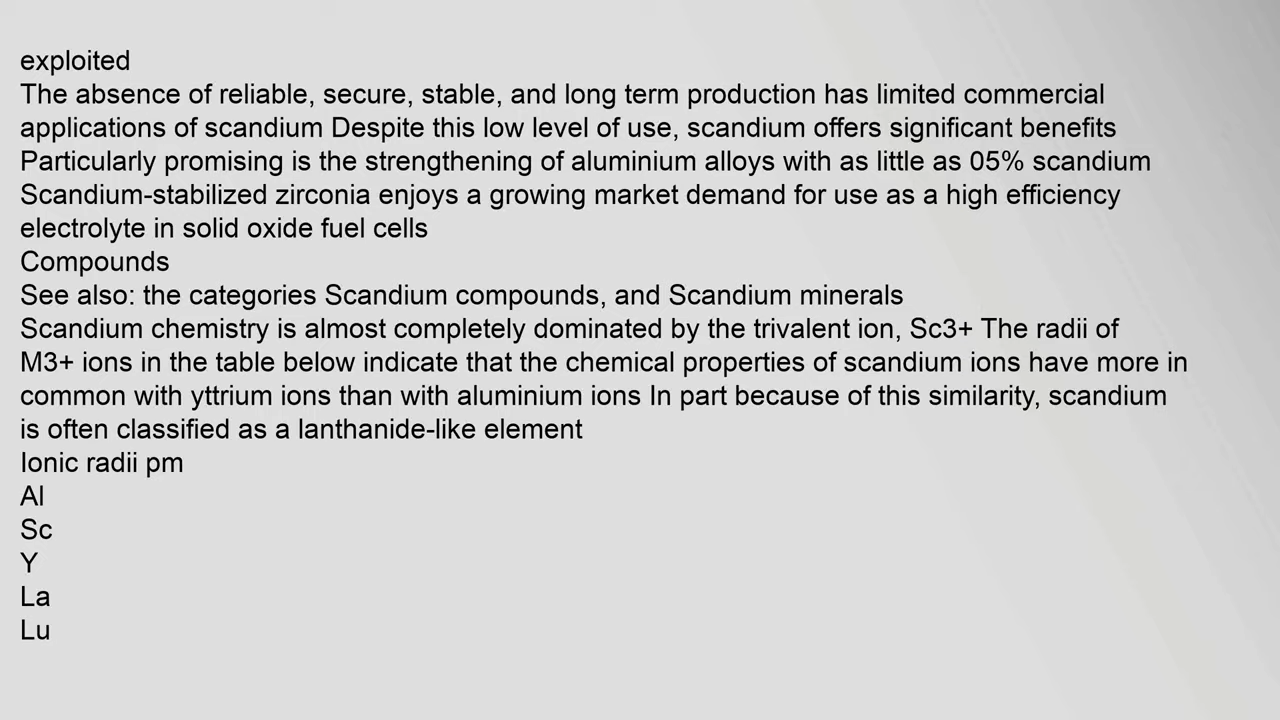 exploited
The absence of reliable, secure, stable, and long term production has limited commercial
applications of scandium Despite this low level of use, scandium offers significant benefits
Particularly promising is the strengthening of aluminium alloys with as little as 05% scandium
Scandium-stabilized zirconia enjoys a growing market demand for use as a high efficiency
electrolyte in solid oxide fuel cells
Compounds
See also: the categories Scandium compounds, and Scandium minerals
Scandium chemistry is almost completely dominated by the trivalent ion, Sc3+ The radii of
M3+ ions in the table below indicate that the chemical properties of scandium ions have more in
common with yttrium ions than with aluminium ions In part because of this similarity, scandium
is often classified as a lanthanide-like element
Ionic radii pm
Al
Sc
Y
La
Lu